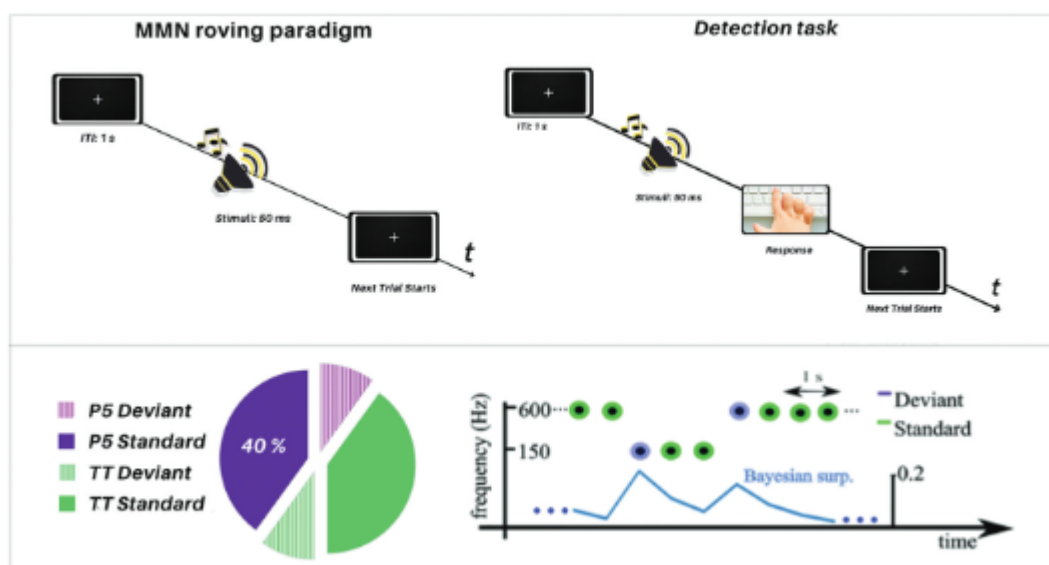 MMN roving paradigm
ITI: 1 s
Stimuli: 60 ms
Next Trial Starts
t
Detection task
ITI: 1 s
Stimuli: 60 ms
Response
Next Trial Starts
t
P5 Deviant
P5 Standard
TT Deviant
TT Standard
40 %
frequency (Hz)
600
150
1 s
Deviant
Standard
Bayesian surp.
0.2
time